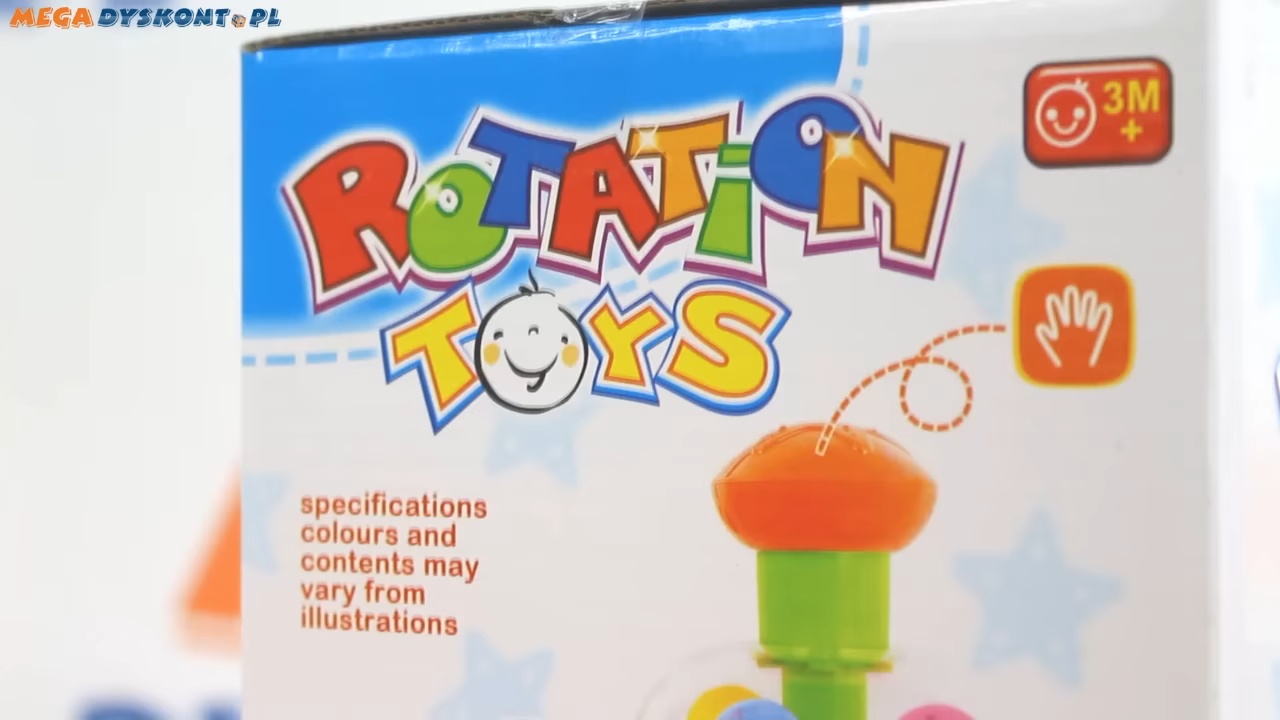 MEGADYSKONT.PL
3M
+
ROTATiON
TOYS
specifications
colours and
contents may
vary from
illustrations